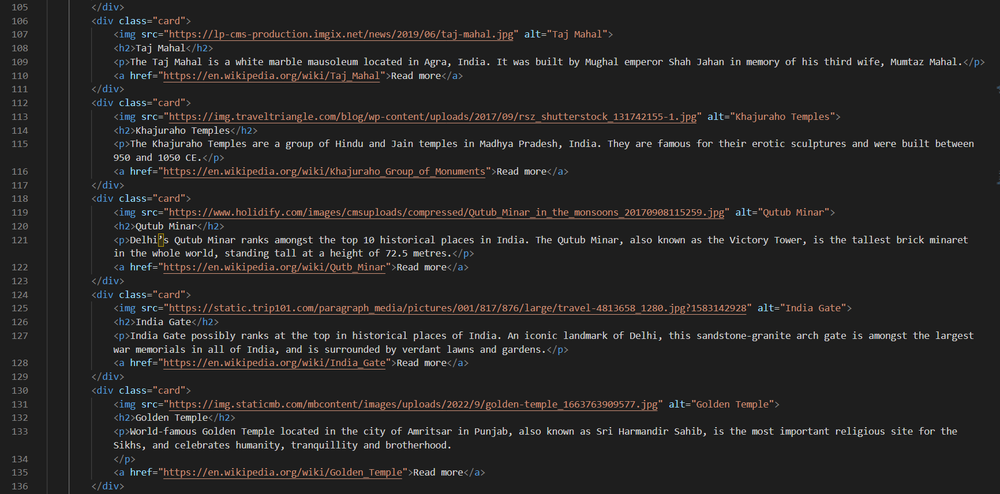 105 </div>
106 <div class="card">
107 <img src="https://lp-cms-production.imgix.net/news/2019/06/taj-mahal.jpg" alt="Taj Mahal">
108 <h2>Taj Mahal</h2>
109 <p>The Taj Mahal is a white marble mausoleum located in Agra, India. It was built by Mughal emperor Shah Jahan in memory of his third wife, Mumtaz Mahal.</p>
110 <a href="https://en.wikipedia.org/wiki/Taj_Mahal">Read more</a>
111 </div>
112 <div class="card">
113 <img src="https://img.traveltriangle.com/blog/wp-content/uploads/2017/09/rsz_shutterstock_131742155-1.jpg" alt="Khajuraho Temples">
114 <h2>Khajuraho Temples</h2>
115 <p>The Khajuraho Temples are a group of Hindu and Jain temples in Madhya Pradesh, India. They are famous for their erotic sculptures and were built between
950 and 1050 CE.</p>
116 <a href="https://en.wikipedia.org/wiki/Khajuraho_Group_of_Monuments">Read more</a>
117 </div>
118 <div class="card">
119 <img src="https://www.holidify.com/images/cmsuploads/compressed/Qutub_Minar_in_the_monsoons_20170908115259.jpg" alt="Qutub Minar">
120 <h2>Qutub Minar</h2>
121 <p>Delhi’s Qutub Minar ranks amongst the top 10 historical places in India. The Qutub Minar, also known as the Victory Tower, is the tallest brick minaret
in the whole world, standing tall at a height of 72.5 metres.</p>
122 <a href="https://en.wikipedia.org/wiki/Qutb_Minar">Read more</a>
123 </div>
124 <div class="card">
125 <img src="https://static.trip101.com/paragraph_media/pictures/001/817/876/large/travel-4813658_1280.jpg?1583142928" alt="India Gate">
126 <h2>India Gate</h2>
127 <p>India Gate possibly ranks at the top in historical places of India. An iconic landmark of Delhi, this sandstone-granite arch gate is amongst the largest
war memorials in all of India, and is surrounded by verdant lawns and gardens.</p>
128 <a href="https://en.wikipedia.org/wiki/India_Gate">Read more</a>
129 </div>
130 <div class="card">
131 <img src="https://img.staticmb.com/mbcontent/images/uploads/2022/9/golden-temple_1663763909577.jpg" alt="Golden Temple">
132 <h2>Golden Temple</h2>
133 <p>World-famous Golden Temple located in the city of Amritsar in Punjab, also known as Sri Harmandir Sahib, is the most important religious site for the
Sikhs, and celebrates humanity, tranquillity and brotherhood.
134 </p>
135 <a href="https://en.wikipedia.org/wiki/Golden_Temple">Read more</a>
136 </div>